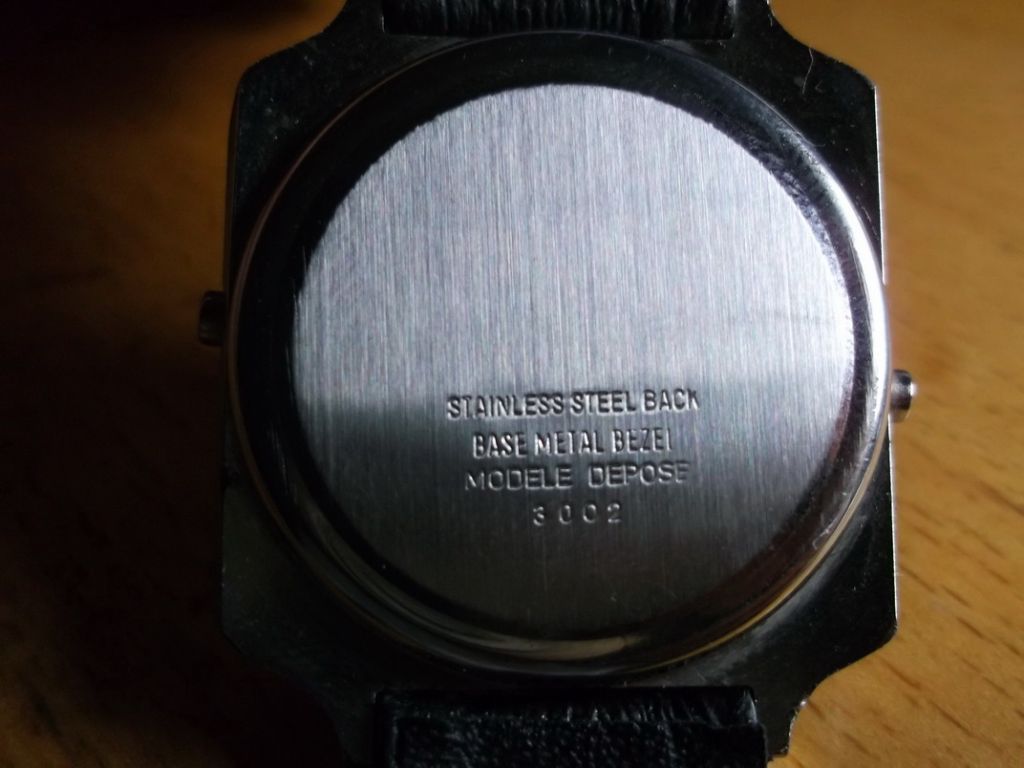 STAINLESS STEEL BACK
BASE METAL BEZEL
MODELE DEPOSE
3002